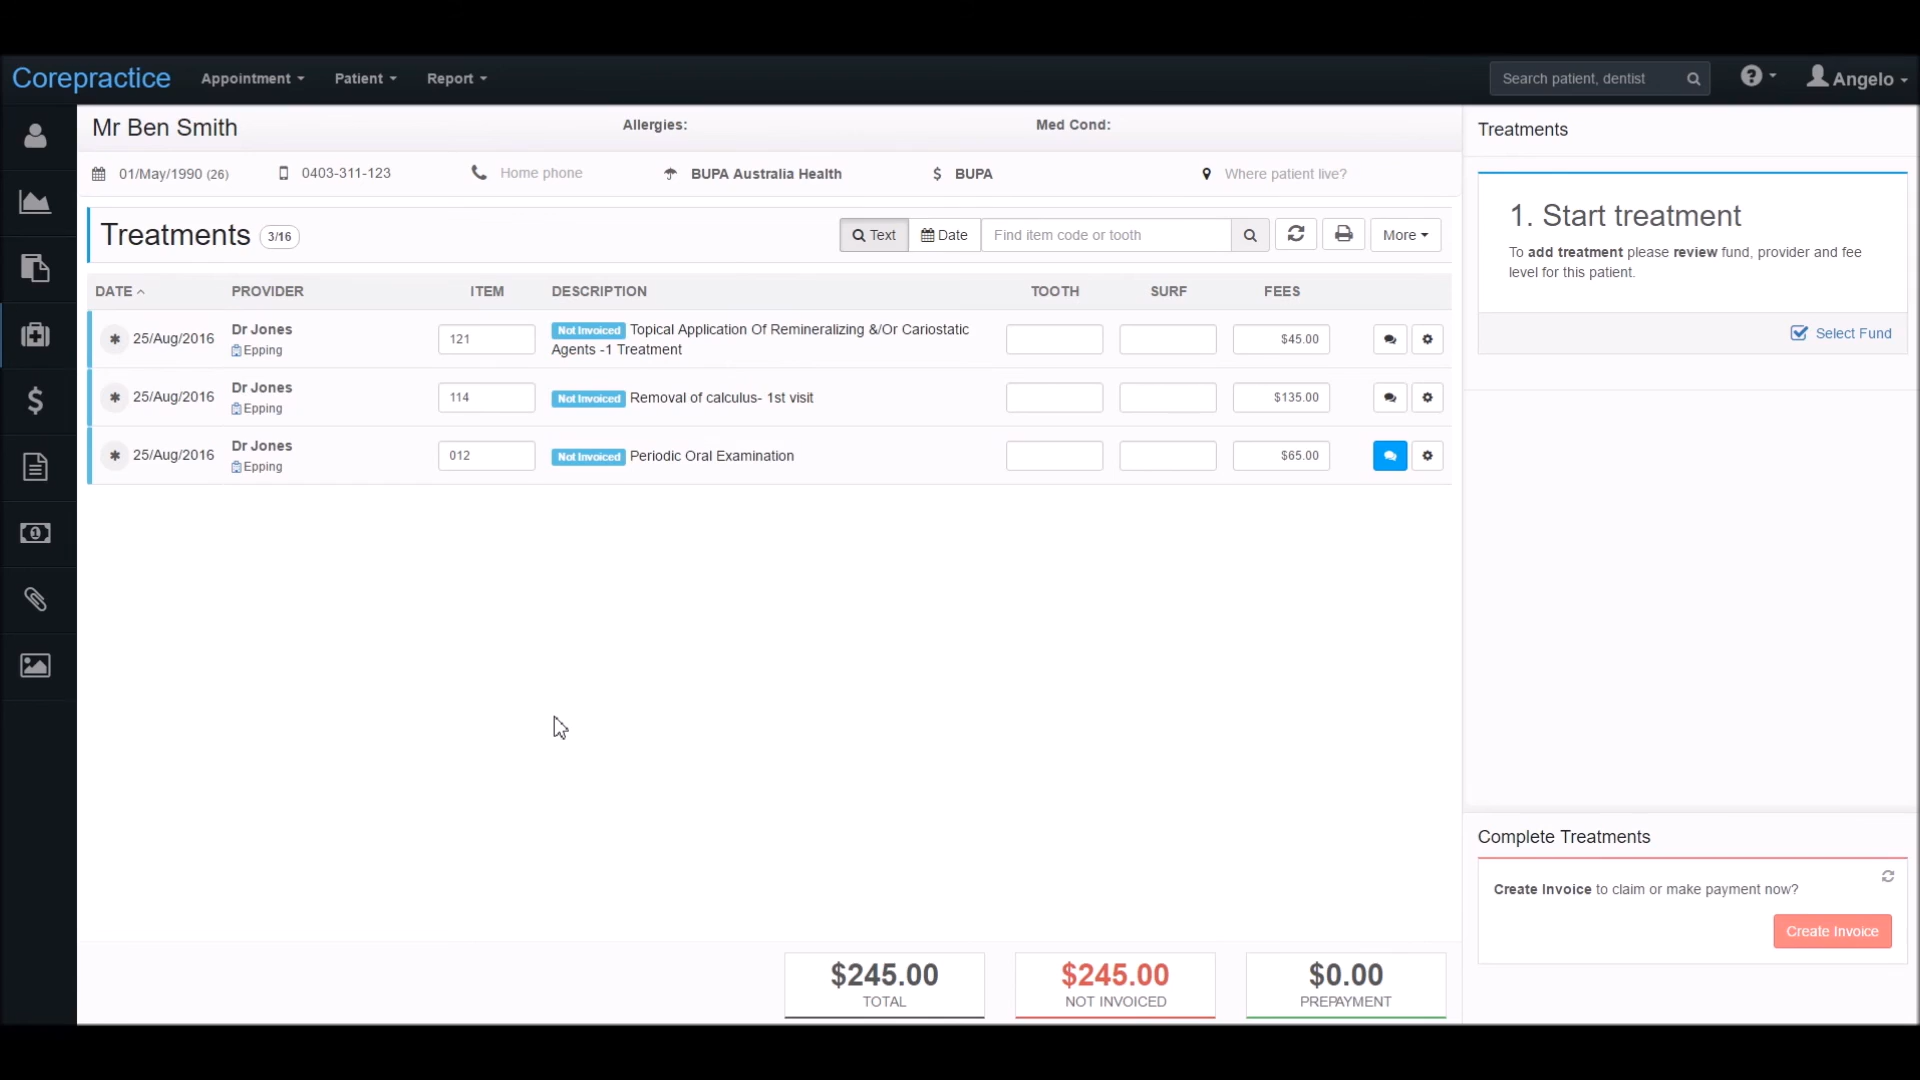 Corepractice Appointment Patient Report Search patient, dentist Angelo
Mr Ben Smith Allergies: Med Cond:
01/May/1990 (26) 0403-311-123 Home phone BUPA Australia Health BUPA Where patient live?
Treatments 3/16 Text Date Find item code or tooth More
DATE PROVIDER ITEM DESCRIPTION TOOTH SURF FEES
25/Aug/2016 Dr Jones 121 Not Invoiced Topical Application Of Remineralizing &/Or Cariostatic $45.00
Epping Agents -1 Treatment
25/Aug/2016 Dr Jones 114 Not Invoiced Removal of calculus- 1st visit $135.00
Epping
25/Aug/2016 Dr Jones 012 Not Invoiced Periodic Oral Examination $65.00
Epping
$245.00
TOTAL
$245.00
NOT INVOICED
$0.00
PREPAYMENT
Treatments
1. Start treatment
To add treatment please review fund, provider and fee
level for this patient.
Select Fund
Complete Treatments
Create Invoice to claim or make payment now?
Create Invoice